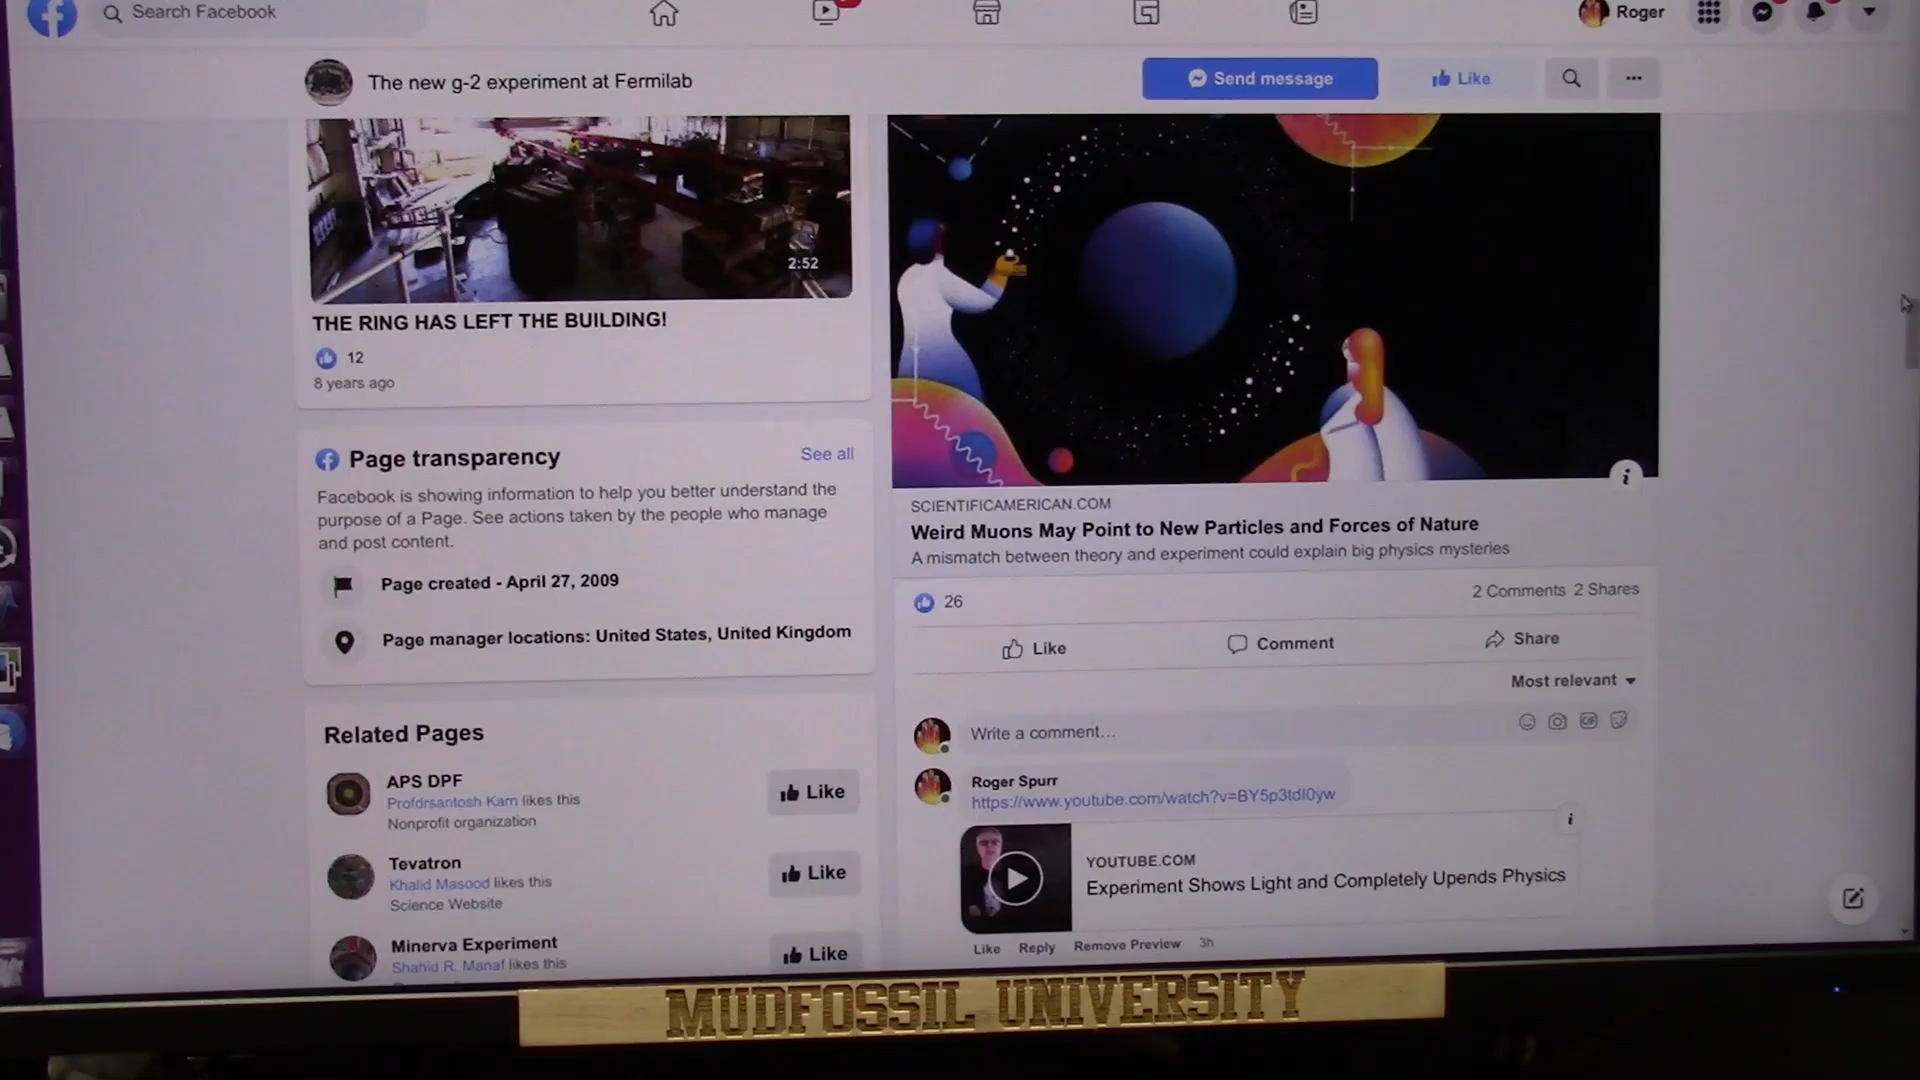 Search Facebook
Roger
The new g-2 experiment at Fermilab
Send message
Like
2:52
THE RING HAS LEFT THE BUILDING!
12
8 years ago
Page transparency
See all
Facebook is showing information to help you better understand the
purpose of a Page. See actions taken by the people who manage
and post content.
Page created - April 27, 2009
Page manager locations: United States, United Kingdom
Related Pages
APS DPF
Profdrsantosh Kam likes this
Nonprofit organization
Like
Tevatron
Khalid Masood likes this
Science Website
Like
Minerva Experiment
Shahid R. Manaf likes this
Like
SCIENTIFICAMERICAN.COM
Weird Muons May Point to New Particles and Forces of Nature
A mismatch between theory and experiment could explain big physics mysteries
26
2 Comments 2 Shares
Like Comment Share
Most relevant
Write a comment...
GIF
Roger Spurr
https://www.youtube.com/watch?v=BY5p3tdl0yw
YOUTUBE.COM
Experiment Shows Light and Completely Upends Physics
Like Reply Remove Preview 3h
MUDFOSSIL UNIVERSITY